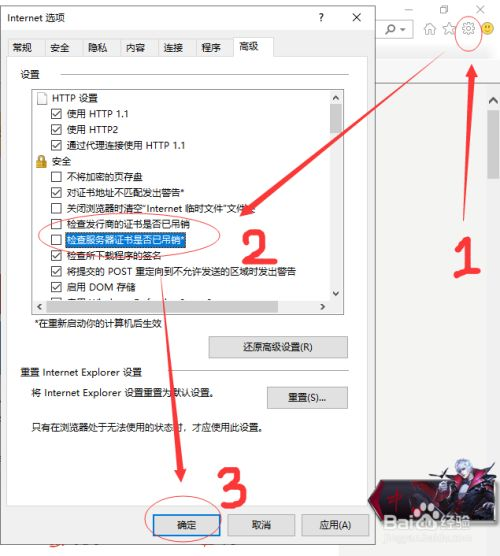 Internet 选项
常规 安全 隐私 内容 连接 程序 高级
设置
HTTP 设置
使用 HTTP 1.1
使用 HTTP2
通过代理连接使用 HTTP 1.1
安全
不将加密的页存盘
对证书地址不匹配发出警告*
关闭浏览器时清空"Internet 临时文件"文件
检查发行商的证书是否已吊销
检查服务器证书是否已吊销*
检查所下载程序的签名
将提交的 POST 重定向到不允许发送的区域时发出警告
启用 DOM 存储
*在重新启动你的计算机后生效
还原高级设置(R)
重置 Internet Explorer 设置
将 Internet Explorer 设置重置为默认设置。
重置(S)...
只有在浏览器处于无法使用的状态时，才应使用此设置。
确定 取消 应用(A)
1
2
3
Baidu 经验
jingyan.baidu.com